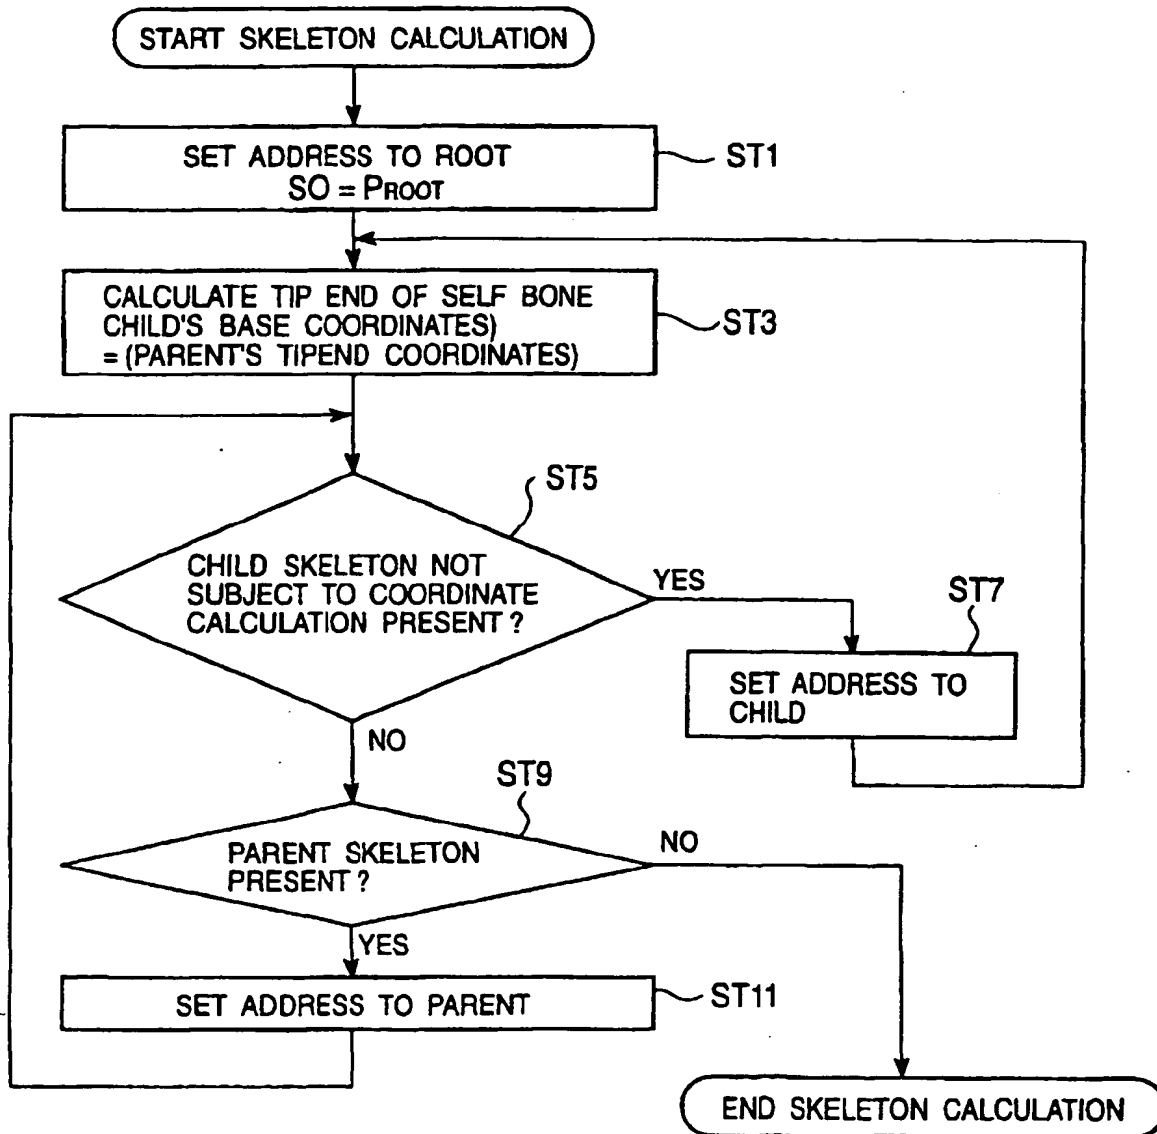 START SKELETON CALCULATION
SET ADDRESS TO ROOT
SO = PROOT
ST1
CALCULATE TIP END OF SELF BONE
CHILD'S BASE COORDINATES)
= (PARENT'S TIPEND COORDINATES)
ST3
ST5
CHILD SKELETON NOT
SUBJECT TO COORDINATE
CALCULATION PRESENT ?
YES
ST7
SET ADDRESS TO
CHILD
NO
ST9
PARENT SKELETON
PRESENT ?
NO
YES
SET ADDRESS TO PARENT
ST11
END SKELETON CALCULATION